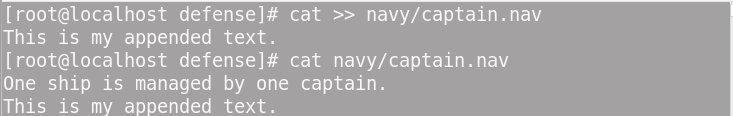 [root@localhost defense]# cat >> navy/captain.nav
This is my appended text.
[root@localhost defense]# cat navy/captain.nav
One ship is managed by one captain.
This is my appended text.